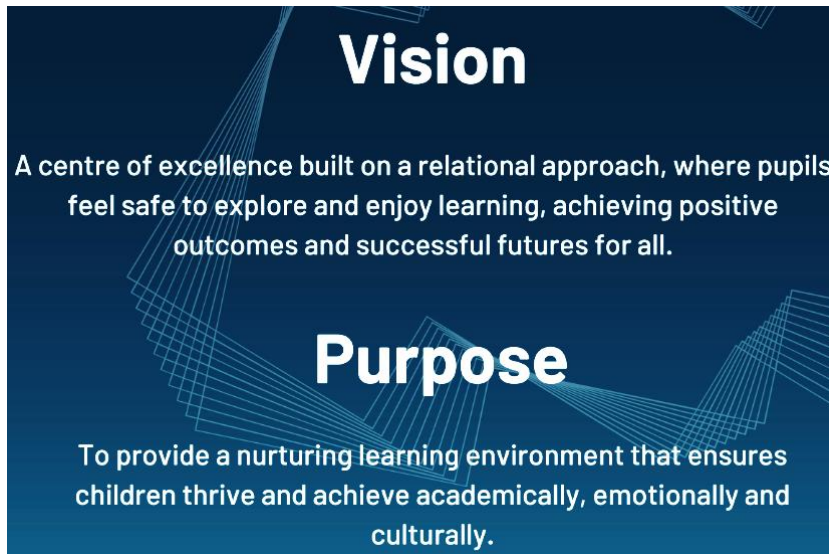 Vision
A centre of excellence built on a relational approach, where pupils
feel safe to explore and enjoy learning, achieving positive
outcomes and successful futures for all.
Purpose
To provide a nurturing learning environment that ensures
children thrive and achieve academically, emotionally and
culturally.